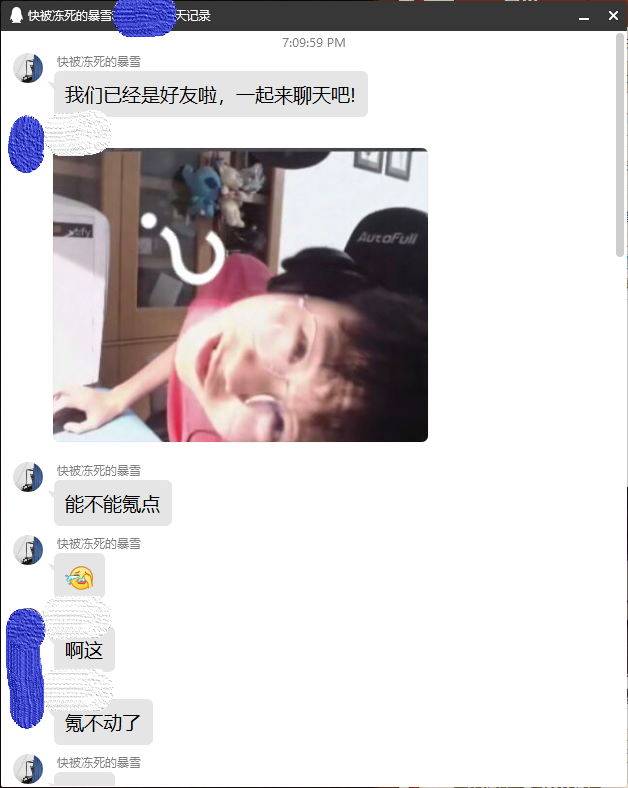 快被冻死的暴雪
天记录
7:09:59 PM
快被冻死的暴雪
我们已经是好友啦，一起来聊天吧!
AutoFull
快被冻死的暴雪
能不能氪点
快被冻死的暴雪
啊这
氪不动了
快被冻死的暴雪